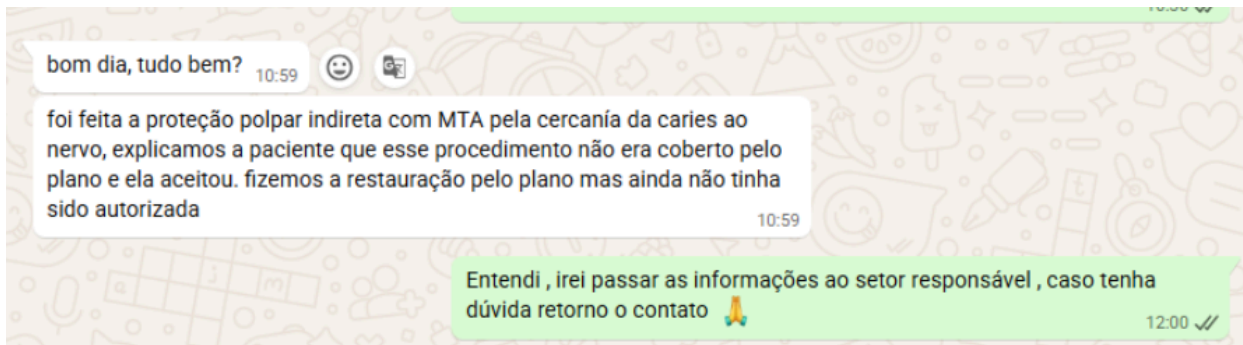 bom dia, tudo bem? 10:59
foi feita a proteção polpar indireta com MTA pela cercanía da caries ao
nervo, explicamos a paciente que esse procedimento não era coberto pelo
plano e ela aceitou. fizemos a restauração pelo plano mas ainda não tinha
sido autorizada
10:59
Entendi , irei passar as informações ao setor responsável , caso tenha
dúvida retorno o contato 🙏
12:00